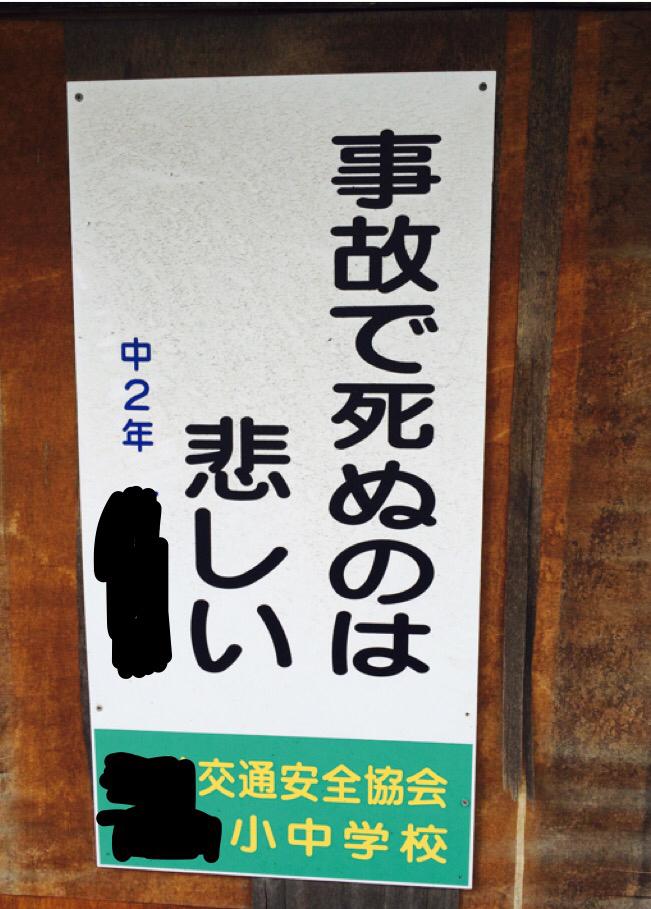 事故で死ぬのは
悲しい
中2年
交通安全協会
小中学校